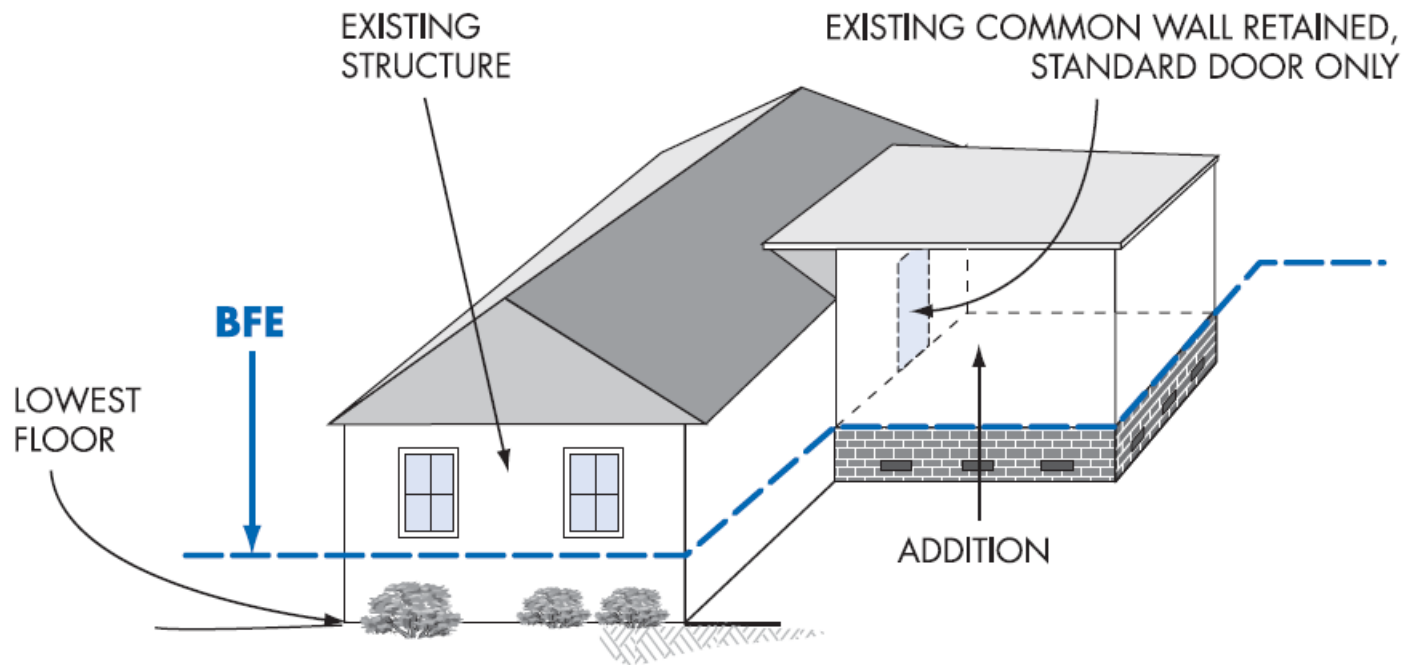 EXISTING
STRUCTURE
EXISTING COMMON WALL RETAINED,
STANDARD DOOR ONLY
BFE
LOWEST
FLOOR
ADDITION